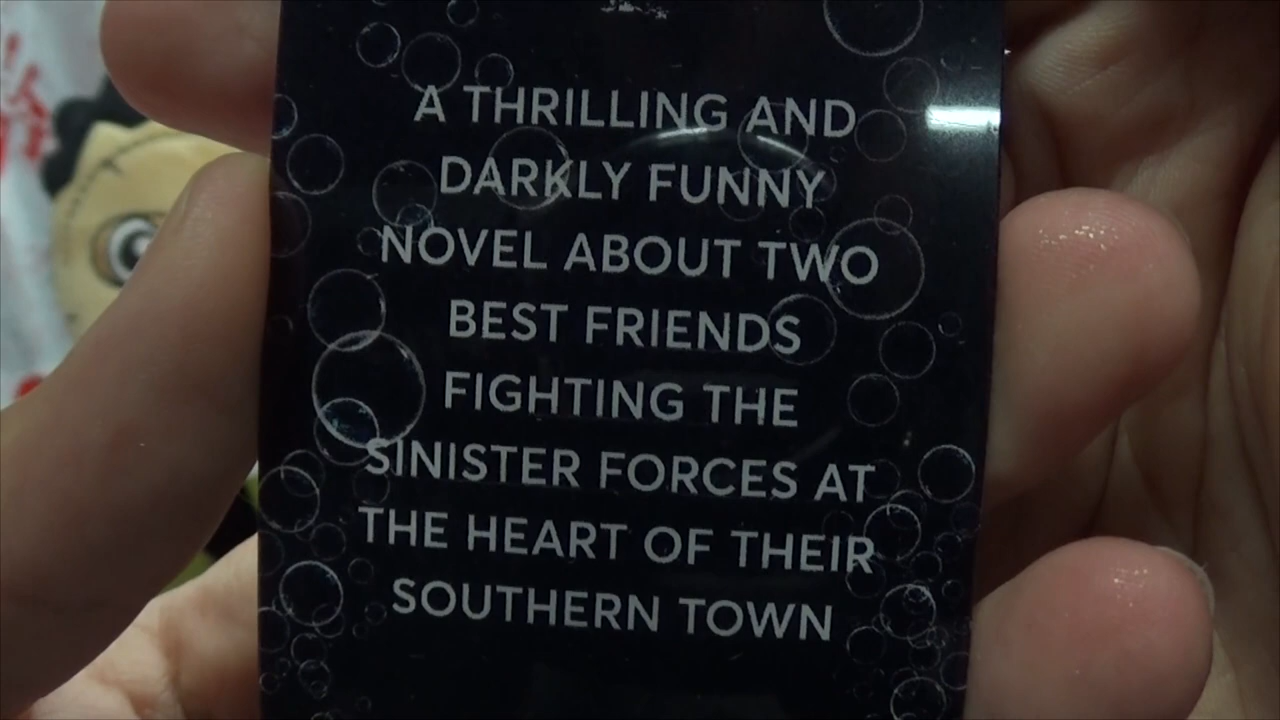 A THRILLING AND
DARKLY FUNNY
NOVEL ABOUT TWO
BEST FRIENDS
FIGHTING THE
SINISTER FORCES AT
THE HEART OF THEIR
SOUTHERN TOWN